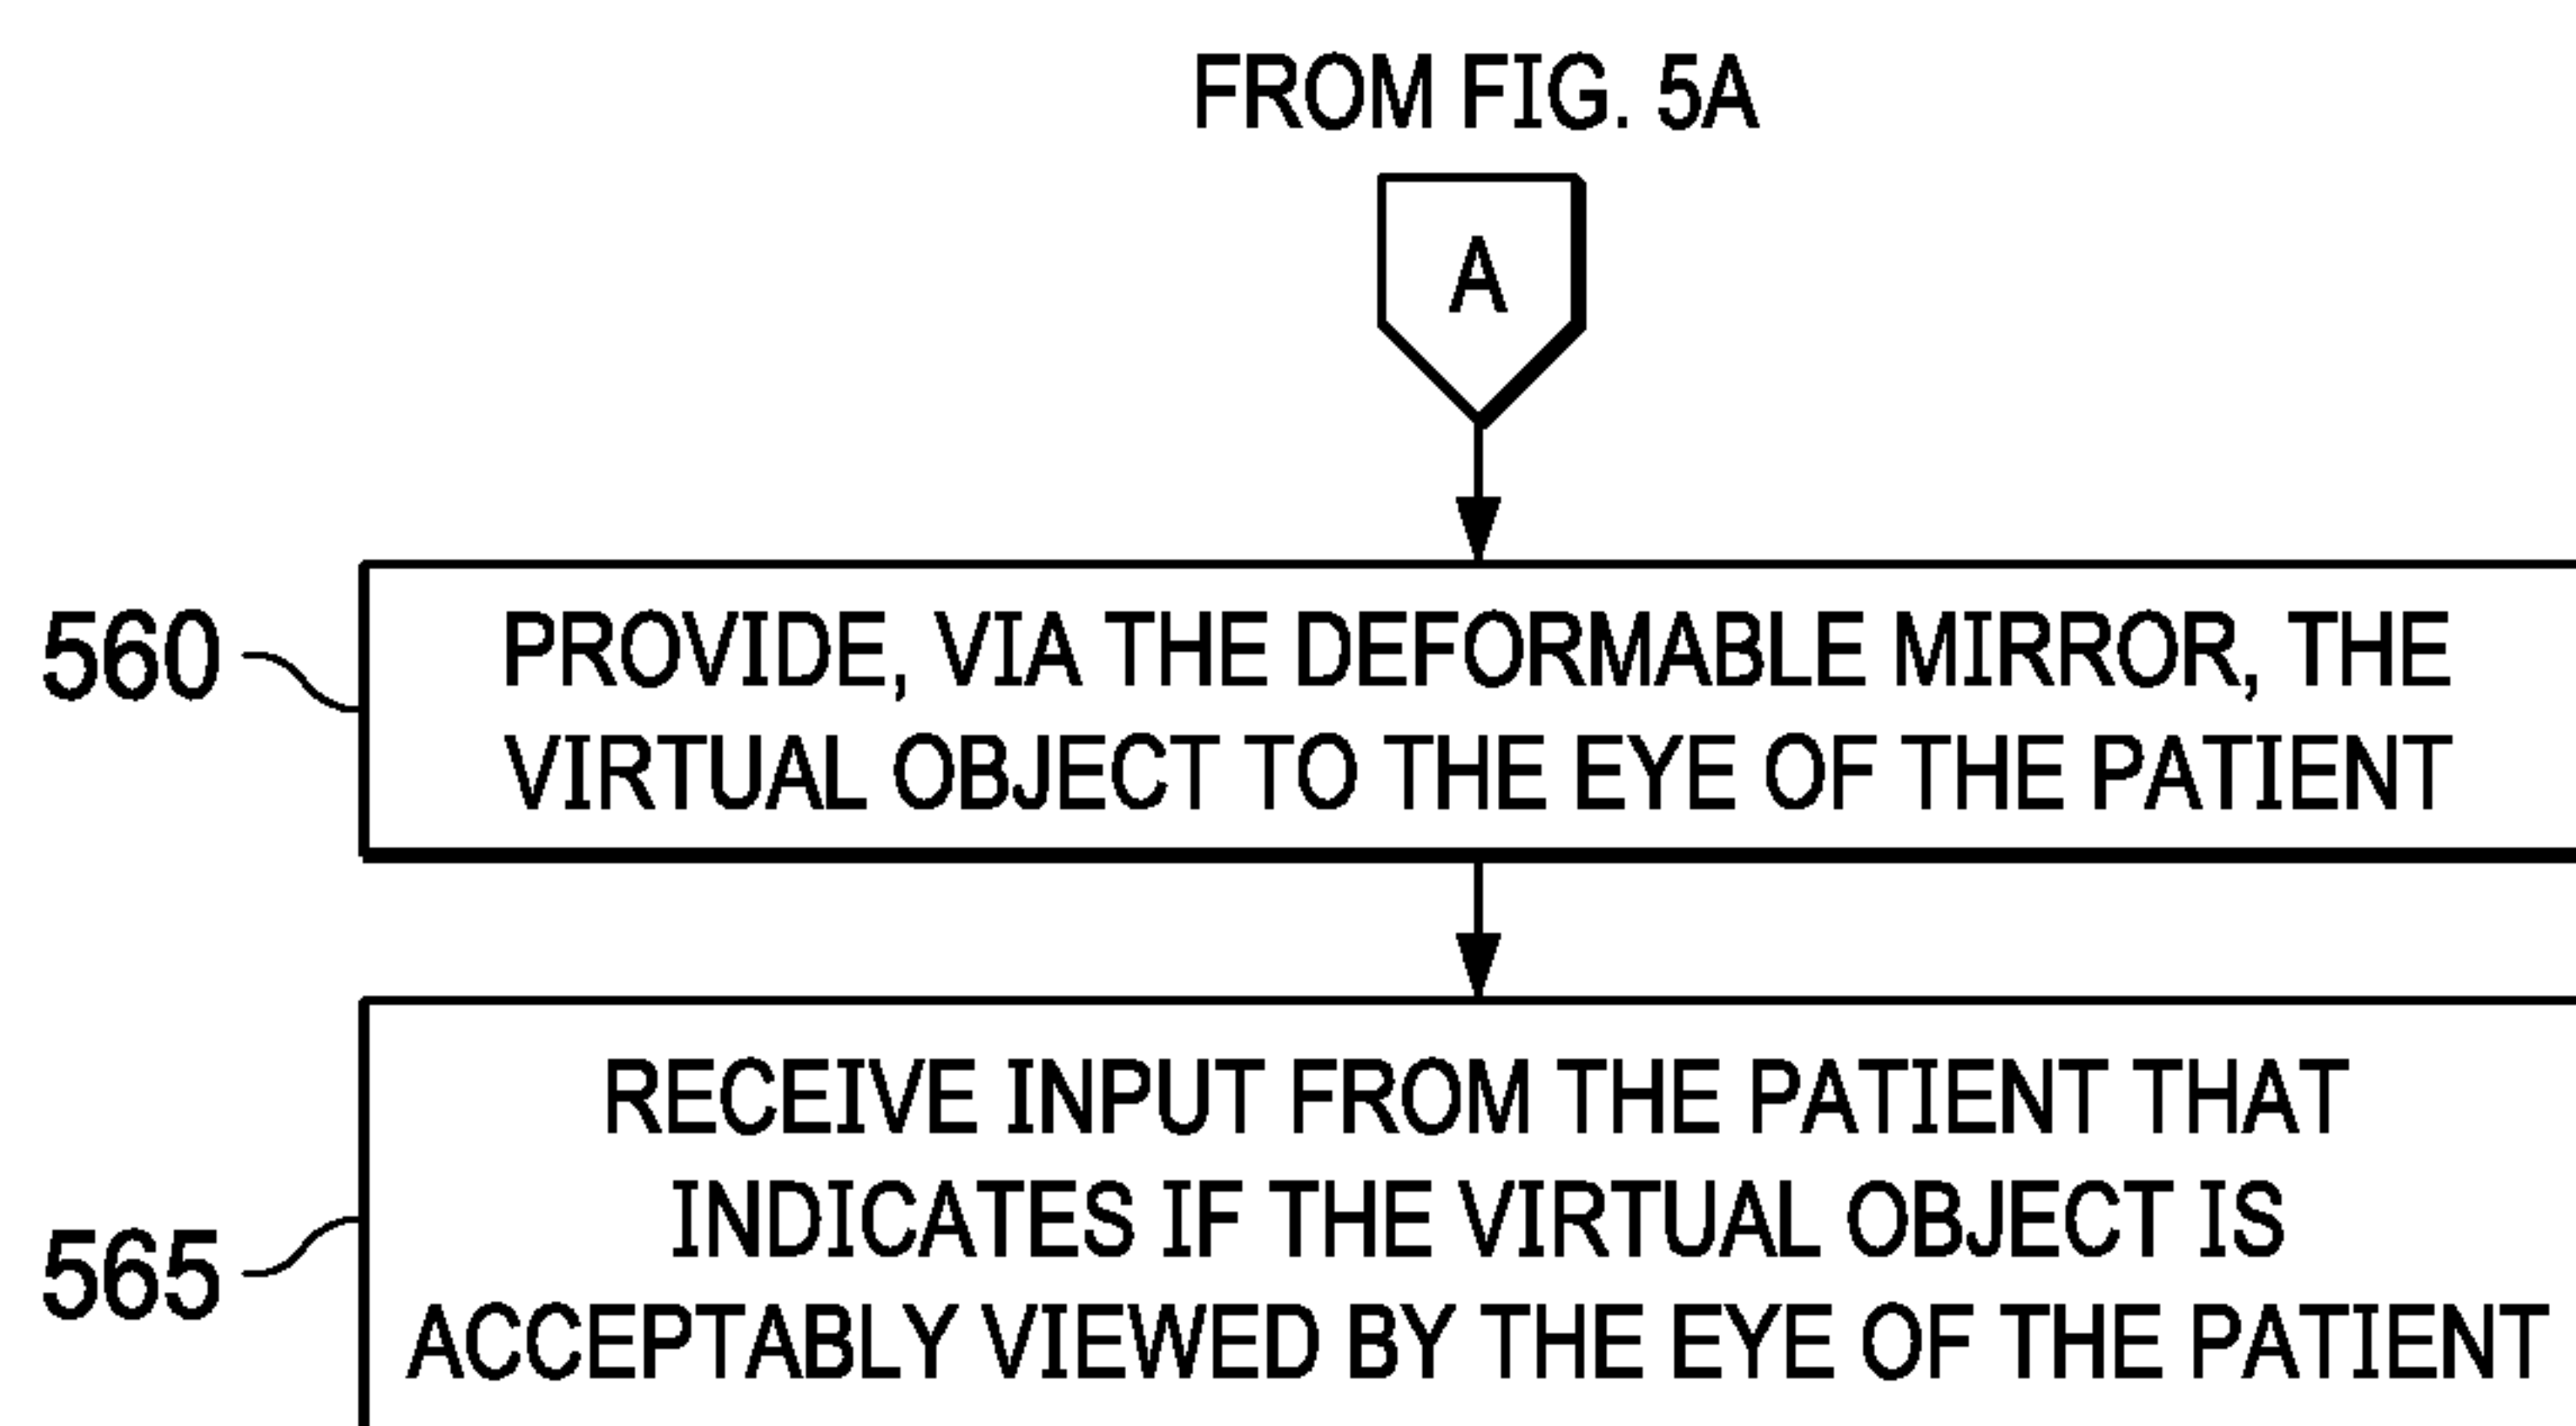 FROM FIG. 5A
A
560
PROVIDE, VIA THE DEFORMABLE MIRROR, THE
VIRTUAL OBJECT TO THE EYE OF THE PATIENT
565
RECEIVE INPUT FROM THE PATIENT THAT
INDICATES IF THE VIRTUAL OBJECT IS
ACCEPTABLY VIEWED BY THE EYE OF THE PATIENT